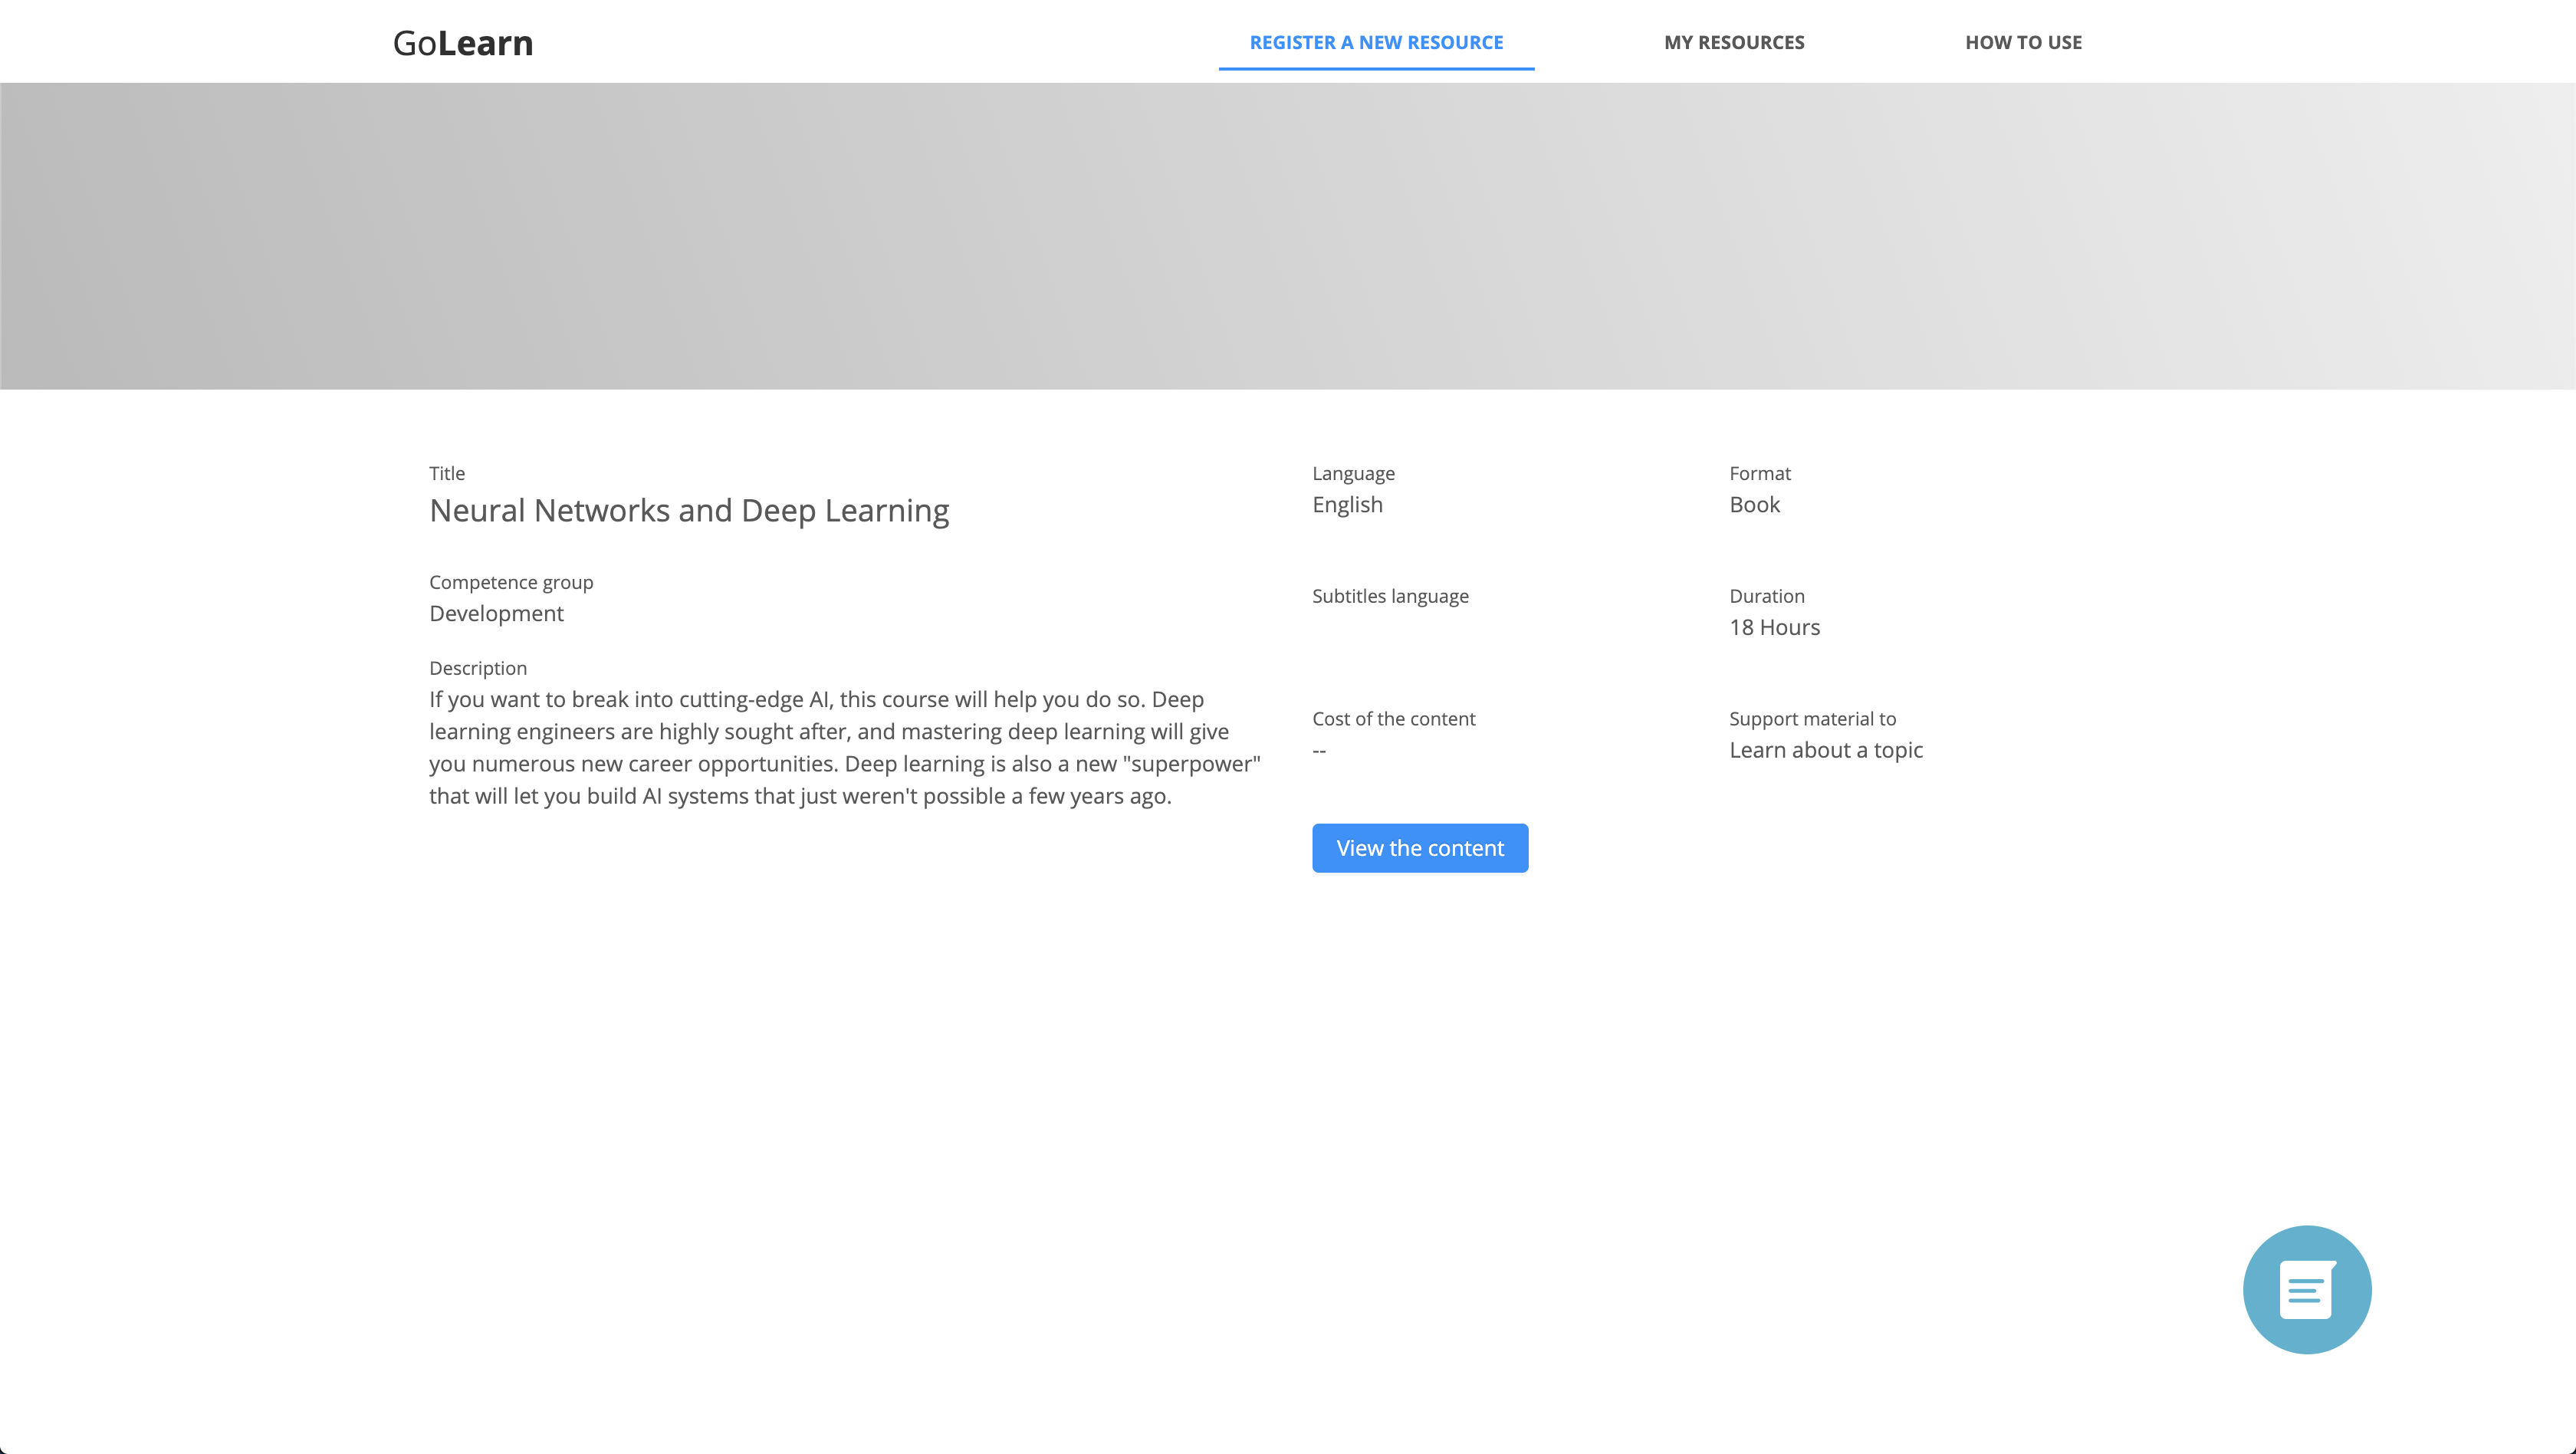 GoLearn
REGISTER A NEW RESOURCE
MY RESOURCES
HOW TO USE
Title
Neural Networks and Deep Learning
Competence group
Development
Description
If you want to break into cutting-edge AI, this course will help you do so. Deep
learning engineers are highly sought after, and mastering deep learning will give
you numerous new career opportunities. Deep learning is also a new "superpower"
that will let you build AI systems that just weren't possible a few years ago.
Language
English
Format
Book
Subtitles language
Duration
18 Hours
Cost of the content
--
Support material to
Learn about a topic
View the content